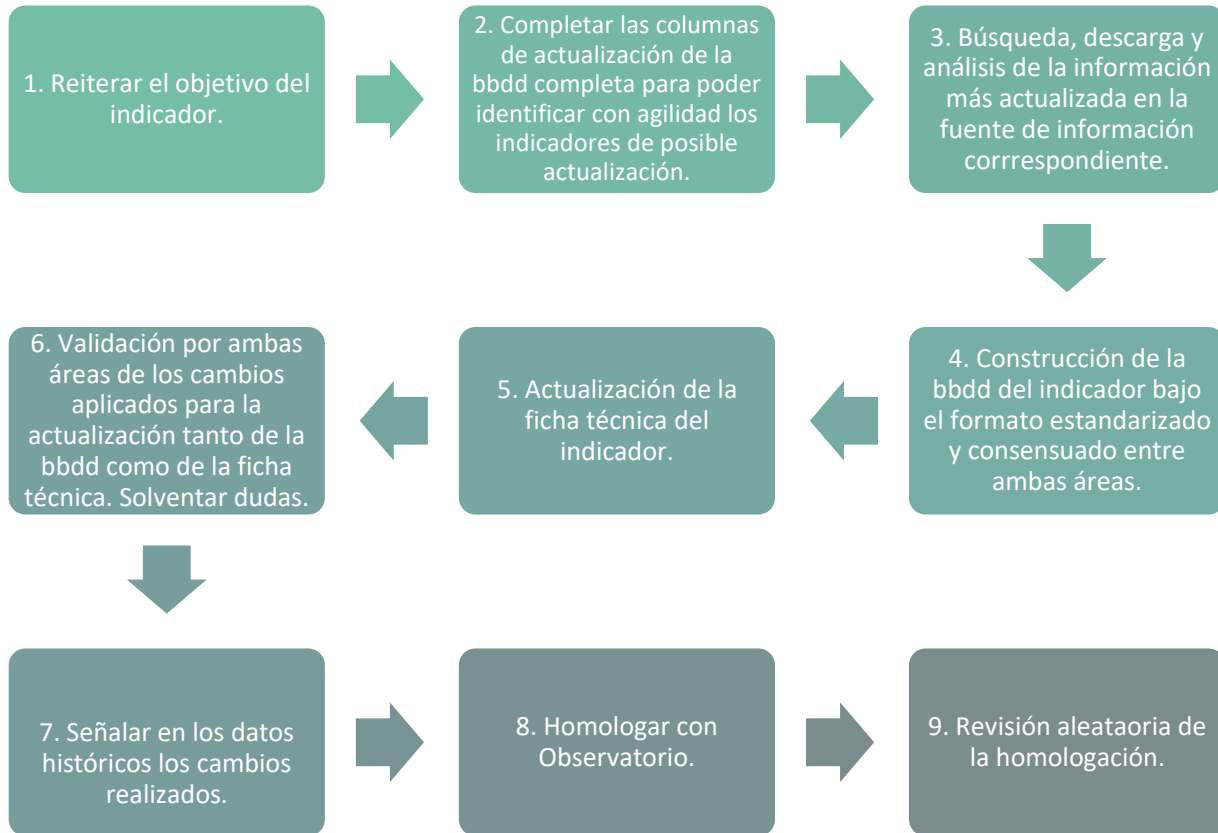 1. Reiterar el objetivo del
indicador.
2. Completar las columnas
de actualización de la
bbdd completa para poder
identificar con agilidad los
indicadores de posible
actualización.
3. Búsqueda, descarga y
análisis de la información
más actualizada en la
fuente de información
corrrespondiente.
4. Construcción de la
bbdd del indicador bajo
el formato estandarizado
y consensuado entre
ambas áreas.
5. Actualización de la
ficha técnica del
indicador.
6. Validación por ambas
áreas de los cambios
aplicados para la
actualización tanto de la
bbdd como de la ficha
técnica. Solventar dudas.
7. Señalar en los datos
históricos los cambios
realizados.
8. Homologar con
Observatorio.
9. Revisión aleataoria de
la homologación.